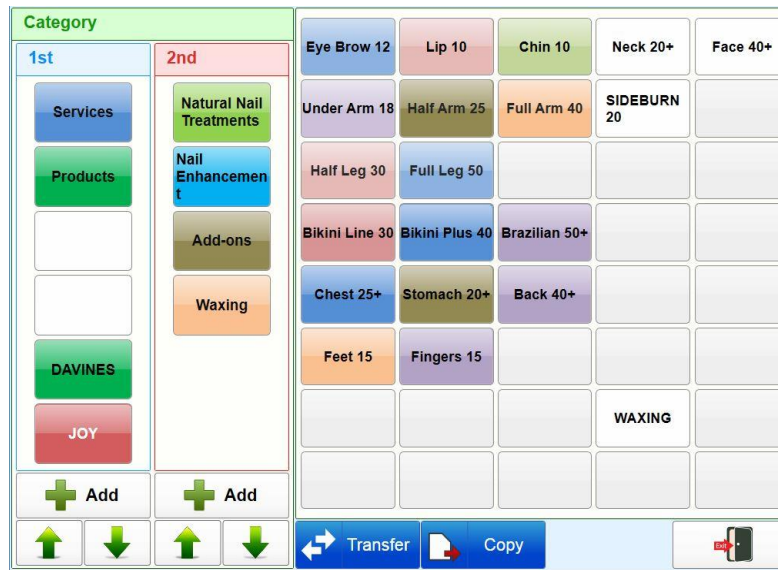 Category
1st
2nd
Services
Products
DAVINES
JOY
Add
Natural Nail
Treatments
Nail
Enhancemen
t
Add-ons
Waxing
Add
Eye Brow 12
Lip 10
Chin 10
Neck 20+
Face 40+
Under Arm 18
Half Arm 25
Full Arm 40
SIDEBURN
20
Half Leg 30
Full Leg 50
Bikini Line 30
Bikini Plus 40
Brazilian 50+
Chest 25+
Stomach 20+
Back 40+
Feet 15
Fingers 15
WAXING
Transfer
Copy
Exit